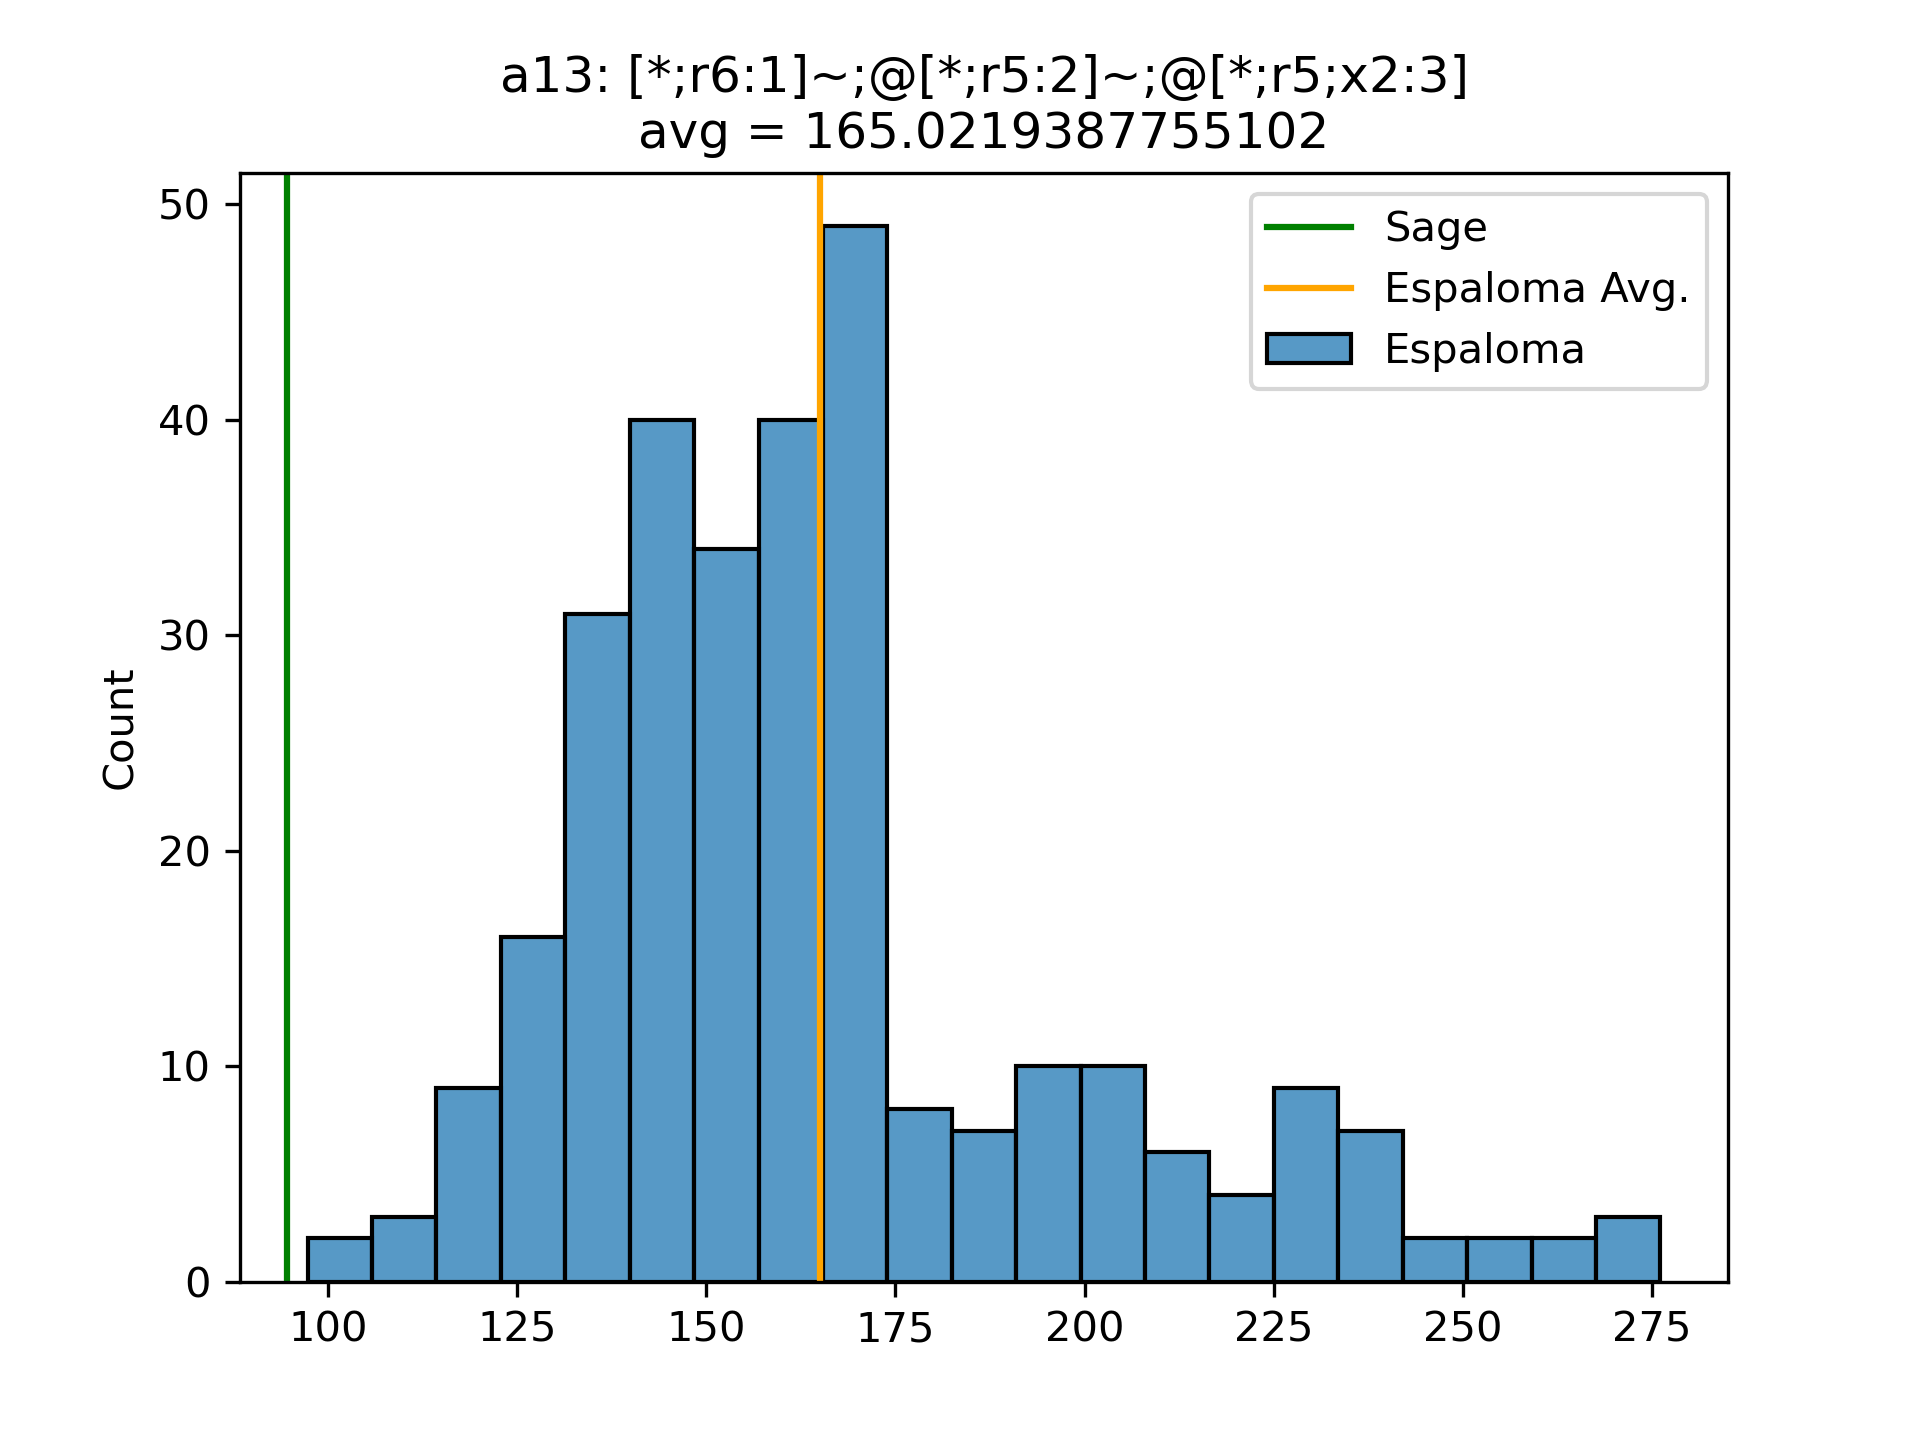 a13: [*;r6:1]~;@[*;r5:2]~;@[*;r5;x2:3]
avg = 165.0219387755102
Sage
Espaloma Avg.
Espaloma
50
40
30
20
10
0
Count
100 125 150 175 200 225 250 275